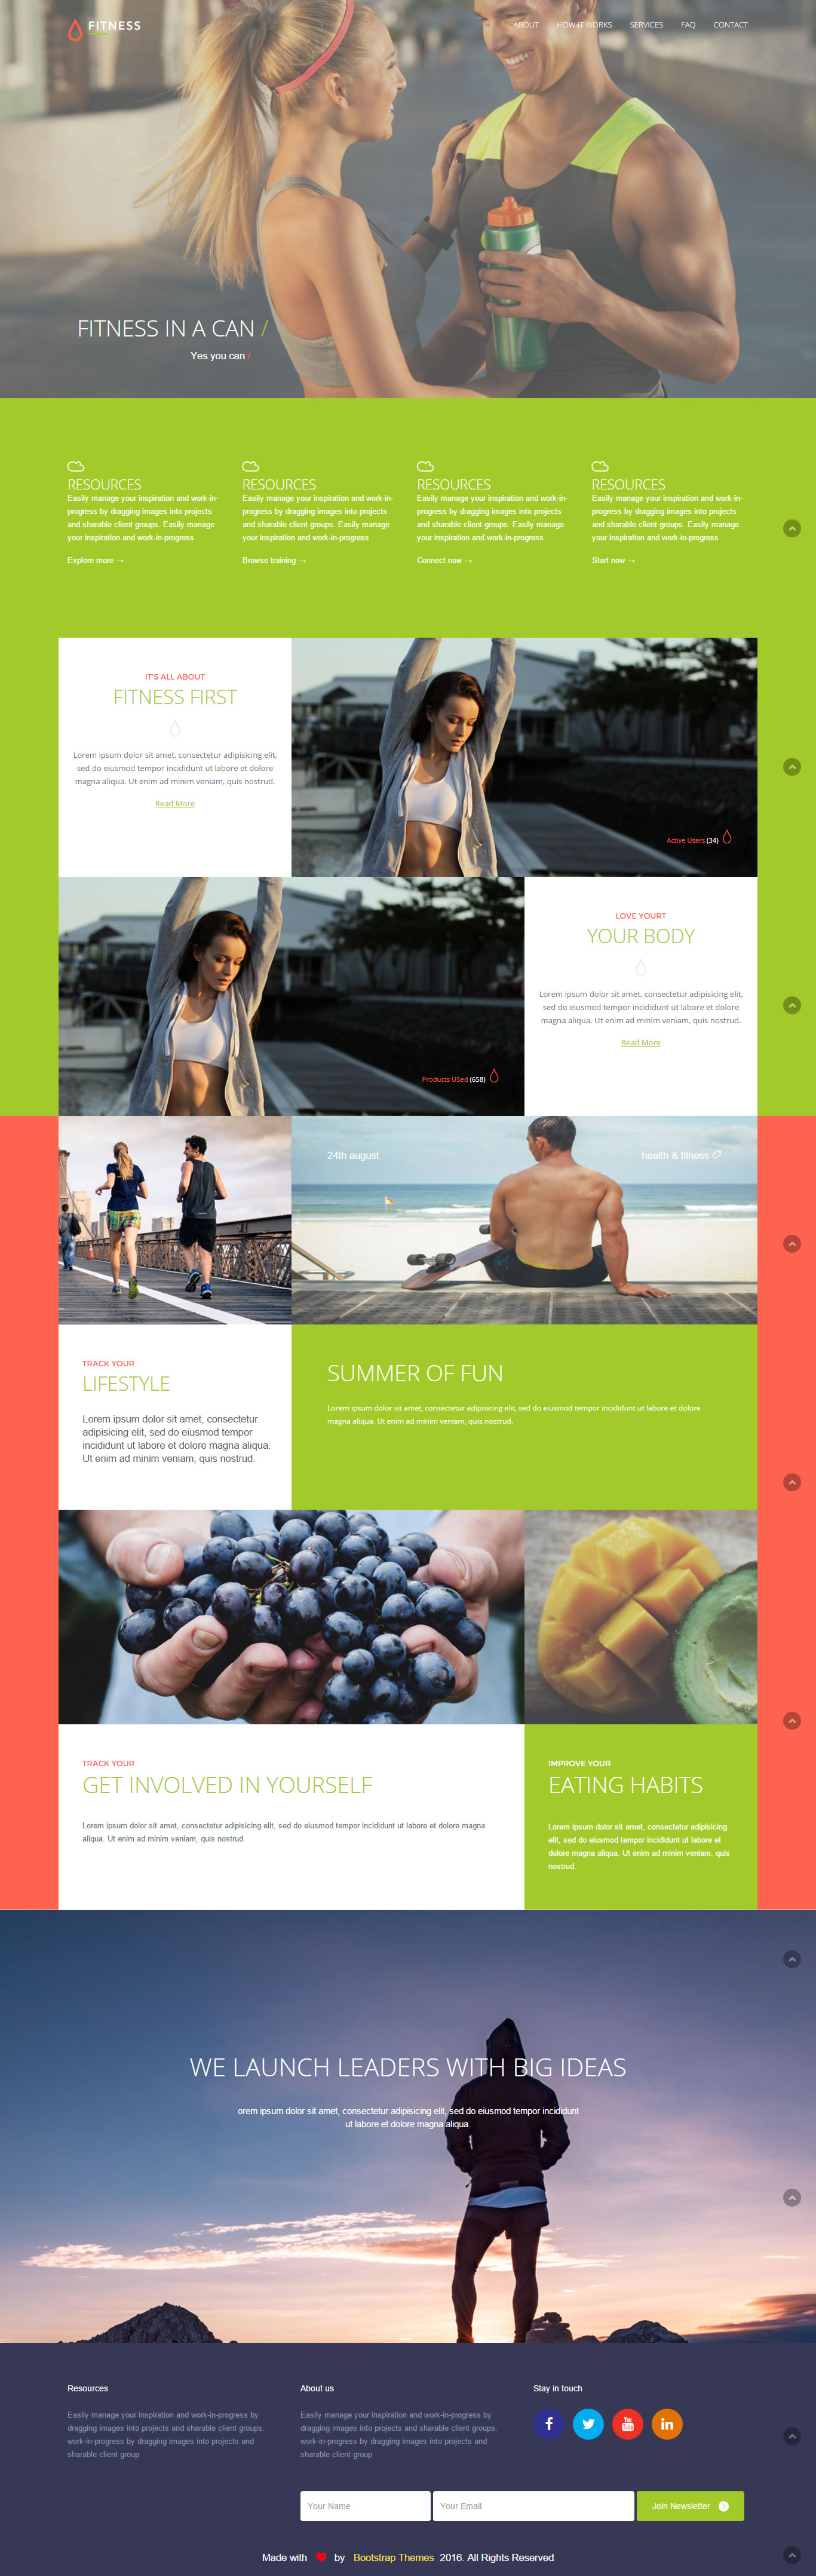 FITNESS
ABOUT HOW IT WORKS SERVICES FAQ CONTACT
FITNESS IN A CAN /
Yes you can /
RESOURCES
Easily manage your inspiration and work-in-
progress by dragging images into projects
and sharable client groups. Easily manage
your inspiration and work-in-progress
Explore more →
RESOURCES
Easily manage your inspiration and work-in-
progress by dragging images into projects
and sharable client groups. Easily manage
your inspiration and work-in-progress
Browse training →
RESOURCES
Easily manage your inspiration and work-in-
progress by dragging images into projects
and sharable client groups. Easily manage
your inspiration and work-in-progress
Connect now →
RESOURCES
Easily manage your inspiration and work-in-
progress by dragging images into projects
and sharable client groups. Easily manage
your inspiration and work-in-progress
Start now →
IT'S ALL ABOUT
FITNESS FIRST
Lorem ipsum dolor sit amet, consectetur adipisicing elit,
sed do eiusmod tempor incididunt ut labore et dolore
magna aliqua. Ut enim ad minim veniam, quis nostrud.
Read More
Active Users (34)
Products USed (658)
LOVE YOURT
YOUR BODY
Lorem ipsum dolor sit amet, consectetur adipisicing elit,
sed do eiusmod tempor incididunt ut labore et dolore
magna aliqua. Ut enim ad minim veniam, quis nostrud.
Read More
24th august
health & fitness
TRACK YOUR
LIFESTYLE
Lorem ipsum dolor sit amet, consectetur
adipisicing elit, sed do eiusmod tempor
incididunt ut labore et dolore magna aliqua.
Ut enim ad minim veniam, quis nostrud.
SUMMER OF FUN
Lorem ipsum dolor sit amet, consectetur adipisicing elit, sed do eiusmod tempor incididunt ut labore et dolore
magna aliqua. Ut enim ad minim veniam, quis nostrud.
TRACK YOUR
GET INVOLVED IN YOURSELF
Lorem ipsum dolor sit amet, consectetur adipisicing elit, sed do eiusmod tempor incididunt ut labore et dolore magna
aliqua. Ut enim ad minim veniam, quis nostrud.
IMPROVE YOUR
EATING HABITS
Lorem ipsum dolor sit amet, consectetur adipisicing
elit, sed do eiusmod tempor incididunt ut labore et
dolore magna aliqua. Ut enim ad minim veniam, quis
nostrud.
WE LAUNCH LEADERS WITH BIG IDEAS
orem ipsum dolor sit amet, consectetur adipisicing elit, sed do eiusmod tempor incididunt
ut labore et dolore magna aliqua.
Resources
Easily manage your inspiration and work-in-progress by
dragging images into projects and sharable client groups.
work-in-progress by dragging images into projects and
sharable client group
About us
Easily manage your inspiration and work-in-progress by
dragging images into projects and sharable client groups.
work-in-progress by dragging images into projects and
sharable client group
Stay in touch
You Tube
in
Your Name
Your Email
Join Newsletter
Made with ♥ by Bootstrap Themes 2016. All Rights Reserved